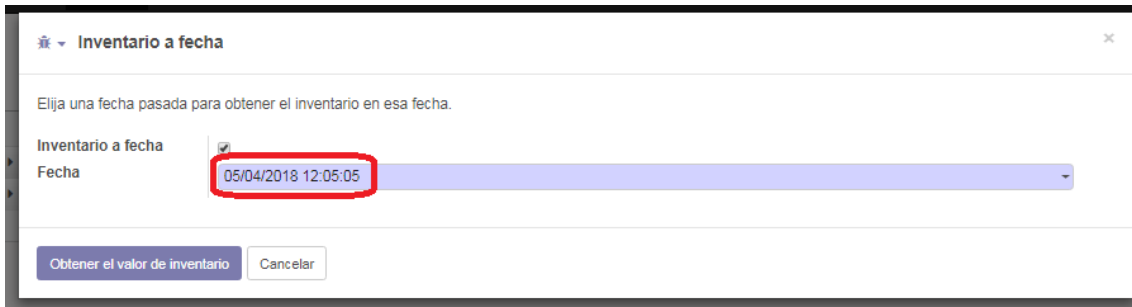 Inventario a fecha
Elija una fecha pasada para obtener el inventario en esa fecha.
Inventario a fecha
Fecha
05/04/2018 12:05:05
Obtener el valor de inventario
Cancelar